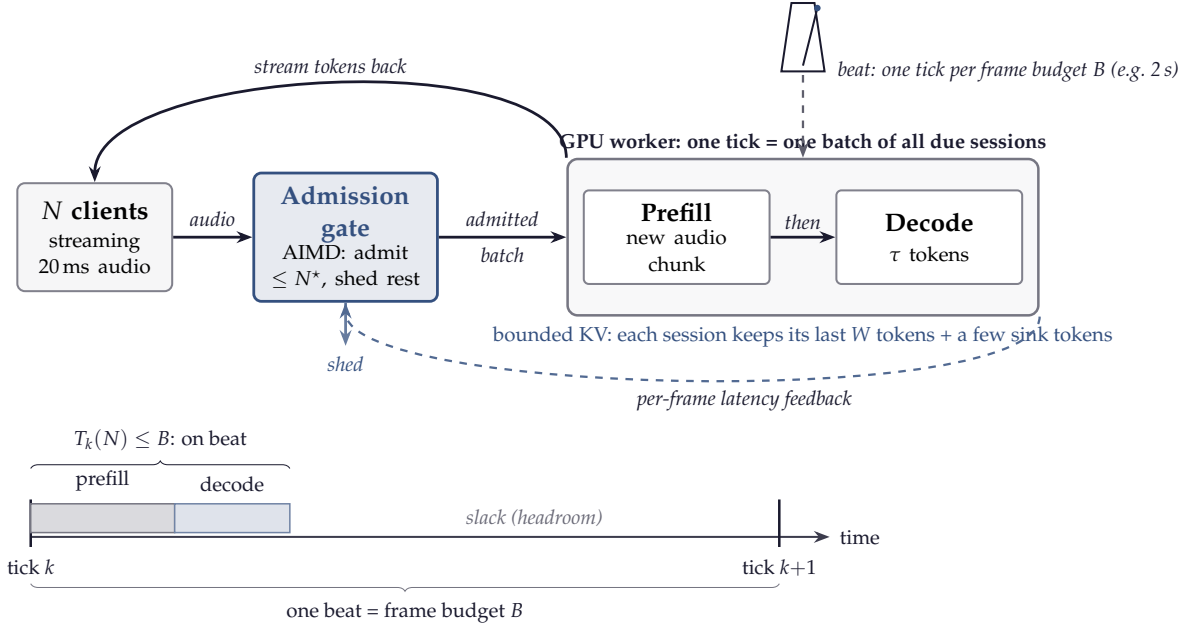 beat: one tick per frame budget B (e.g. 2 s)
stream tokens back
GPU worker: one tick = one batch of all due sessions
N clients
streaming
20 ms audio
audio
Admission
gate
AIMD: admit
≤ N⋆, shed rest
admitted
batch
Prefill
new audio
chunk
then
Decode
τ tokens
bounded KV: each session keeps its last W tokens + a few sink tokens
shed
per-frame latency feedback
T_k(N) ≤ B: on beat
prefill
decode
slack (headroom)
time
tick k
tick k+1
one beat = frame budget B